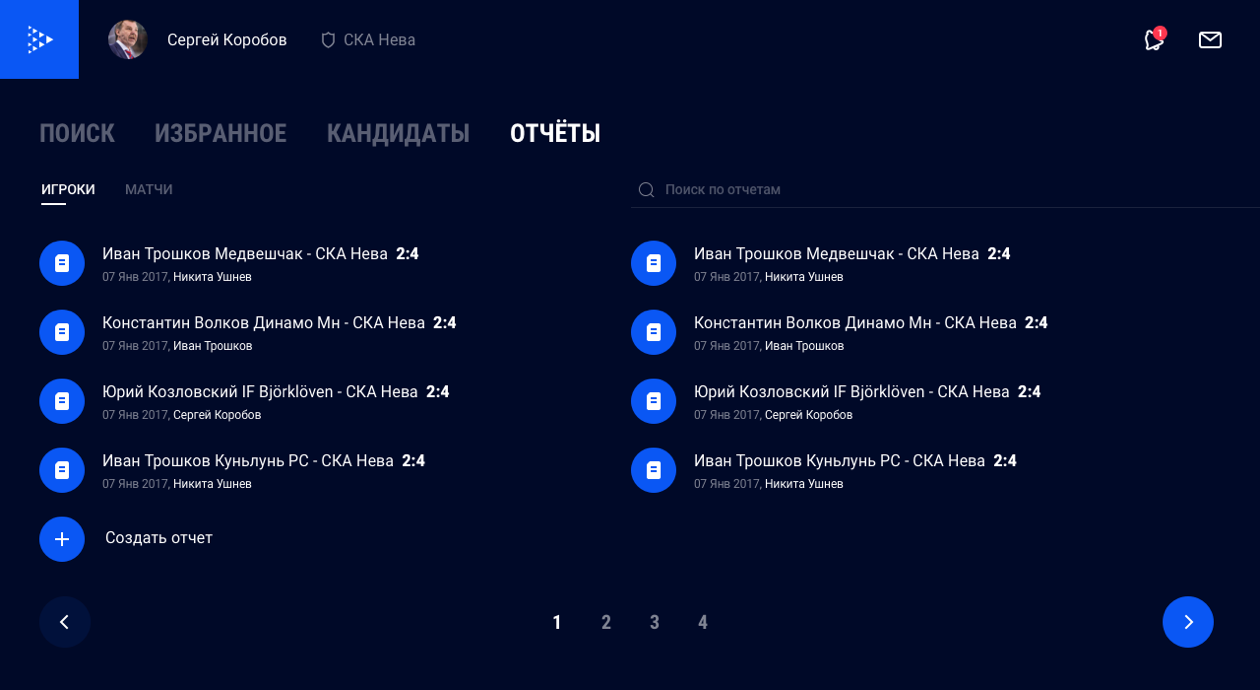 Сергей Коробов
СКА Нева
1
ПОИСК ИЗБРАННОЕ КАНДИДАТЫ ОТЧЁТЫ
ИГРОКИ МАТЧИ
Поиск по отчетам
Иван Трошков Медвешчак - СКА Нева 2:4
07 Янв 2017, Никита Ушнев
Константин Волков Динамо Мн - СКА Нева 2:4
07 Янв 2017, Иван Трошков
Юрий Козловский IF Björklöven - СКА Нева 2:4
07 Янв 2017, Сергей Коробов
Иван Трошков Куньлунь РС - СКА Нева 2:4
07 Янв 2017, Никита Ушнев
Создать отчет
Иван Трошков Медвешчак - СКА Нева 2:4
07 Янв 2017, Никита Ушнев
Константин Волков Динамо Мн - СКА Нева 2:4
07 Янв 2017, Иван Трошков
Юрий Козловский IF Björklöven - СКА Нева 2:4
07 Янв 2017, Сергей Коробов
Иван Трошков Куньлунь РС - СКА Нева 2:4
07 Янв 2017, Никита Ушнев
1 2 3 4